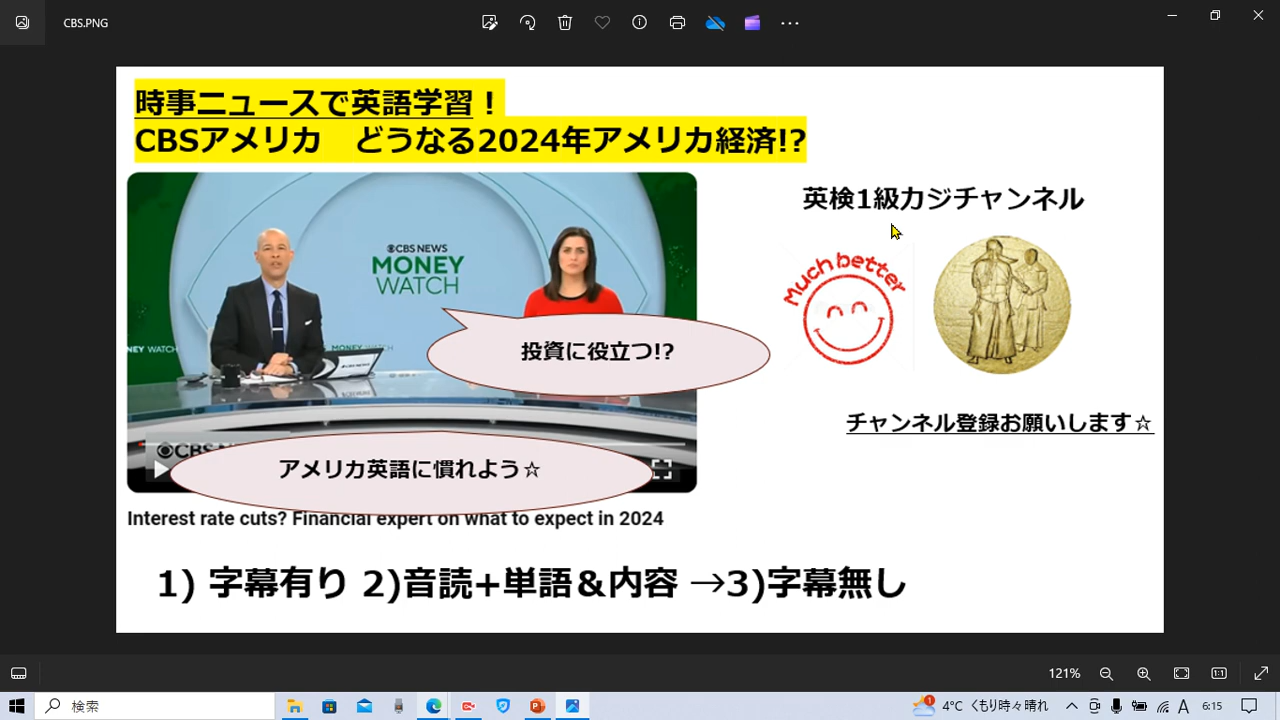 CBS.PNG
時事ニュースで英語学習！
CBSアメリカ　どうなる2024年アメリカ経済!?
英検1級カジチャンネル
CBS NEWS
MONEY
WATCH
Much better
NEY WATCH
MONEY WATCH
投資に役立つ!?
チャンネル登録お願いします☆
CBS N
アメリカ英語に慣れよう☆
Interest rate cuts? Financial expert on what to expect in 2024
1) 字幕有り 2)音読+単語＆内容 →3)字幕無し
121%
検索
1
4°C くもり時々晴れ
A
6:15